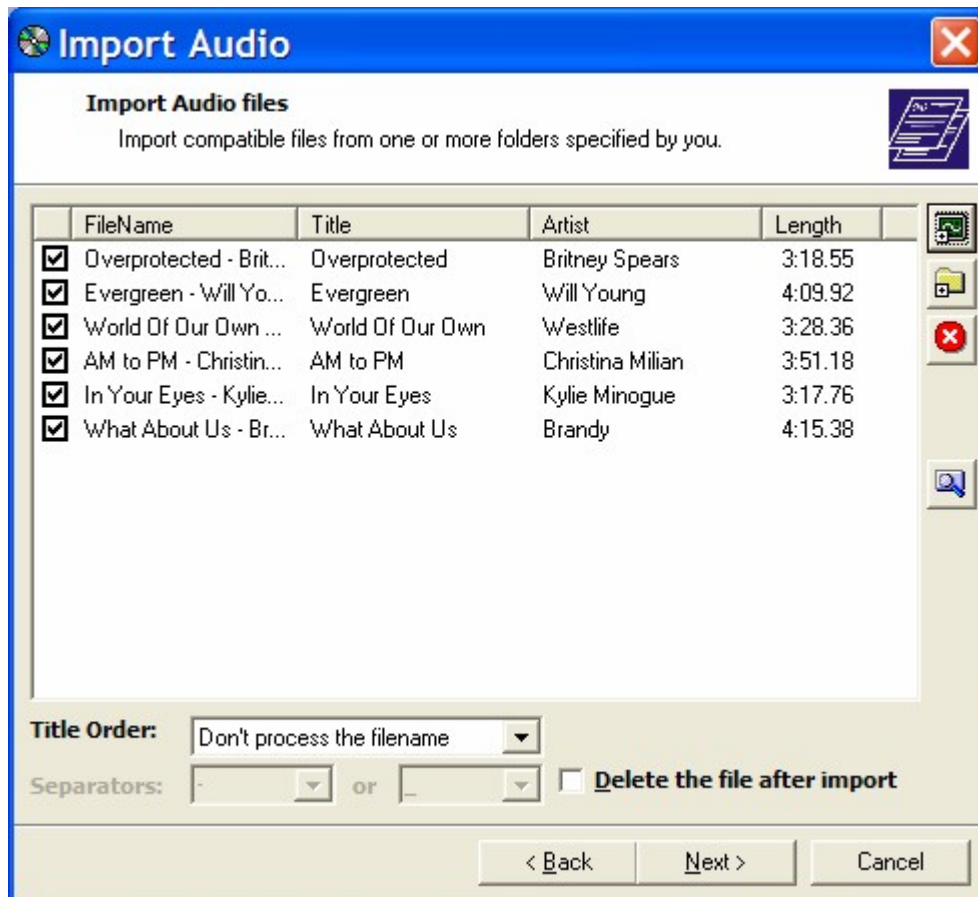 Import Audio
Import Audio files
Import compatible files from one or more folders specified by you.
FileName Title Artist Length
Overprotected - Brit... Overprotected Britney Spears 3:18.55
Evergreen - Will Yo... Evergreen Will Young 4:09.92
World Of Our Own ... World Of Our Own Westlife 3:28.36
AM to PM - Christin... AM to PM Christina Milian 3:51.18
In Your Eyes - Kylie... In Your Eyes Kylie Minogue 3:17.76
What About Us - Br... What About Us Brandy 4:15.38
Title Order: Don't process the filename
Separators: - or _ Delete the file after import
< Back Next > Cancel